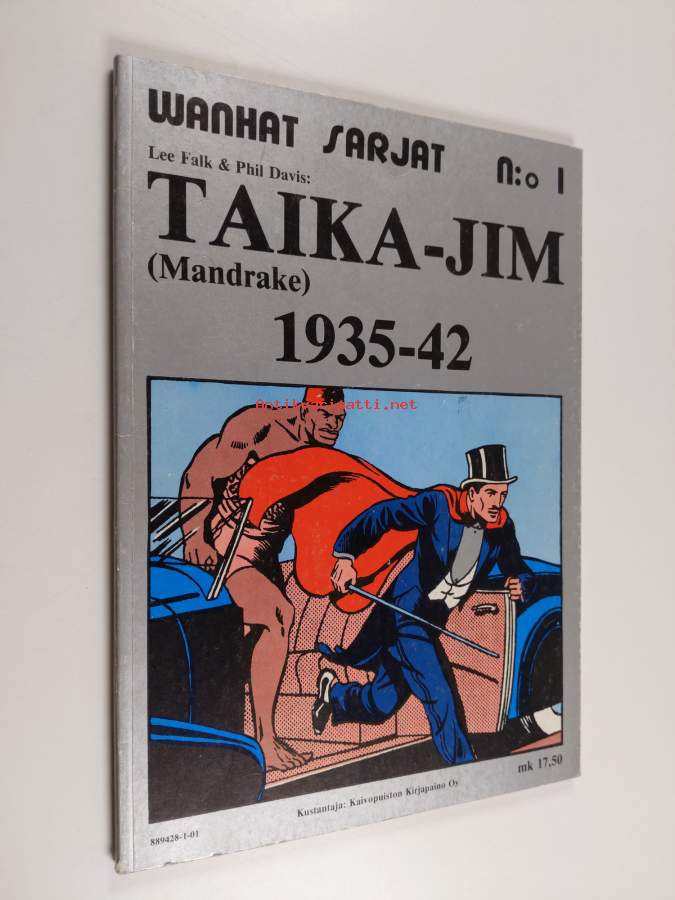 WANHAT SARJAT N:o 1
Lee Falk & Phil Davis:
TAIKA-JIM
(Mandrake)
1935-42
Antikvariaatti.net
mk 17,50
Kustantaja: Kaivopuiston Kirjapaino Oy
889428-1-01